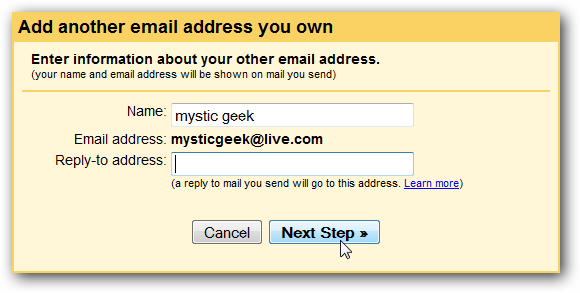 Add another email address you own
Enter information about your other email address.
(your name and email address will be shown on mail you send)
Name: mystic geek
Email address: mysticgeek@live.com
Reply-to address:
(a reply to mail you send will go to this address. Learn more)
Cancel Next Step »